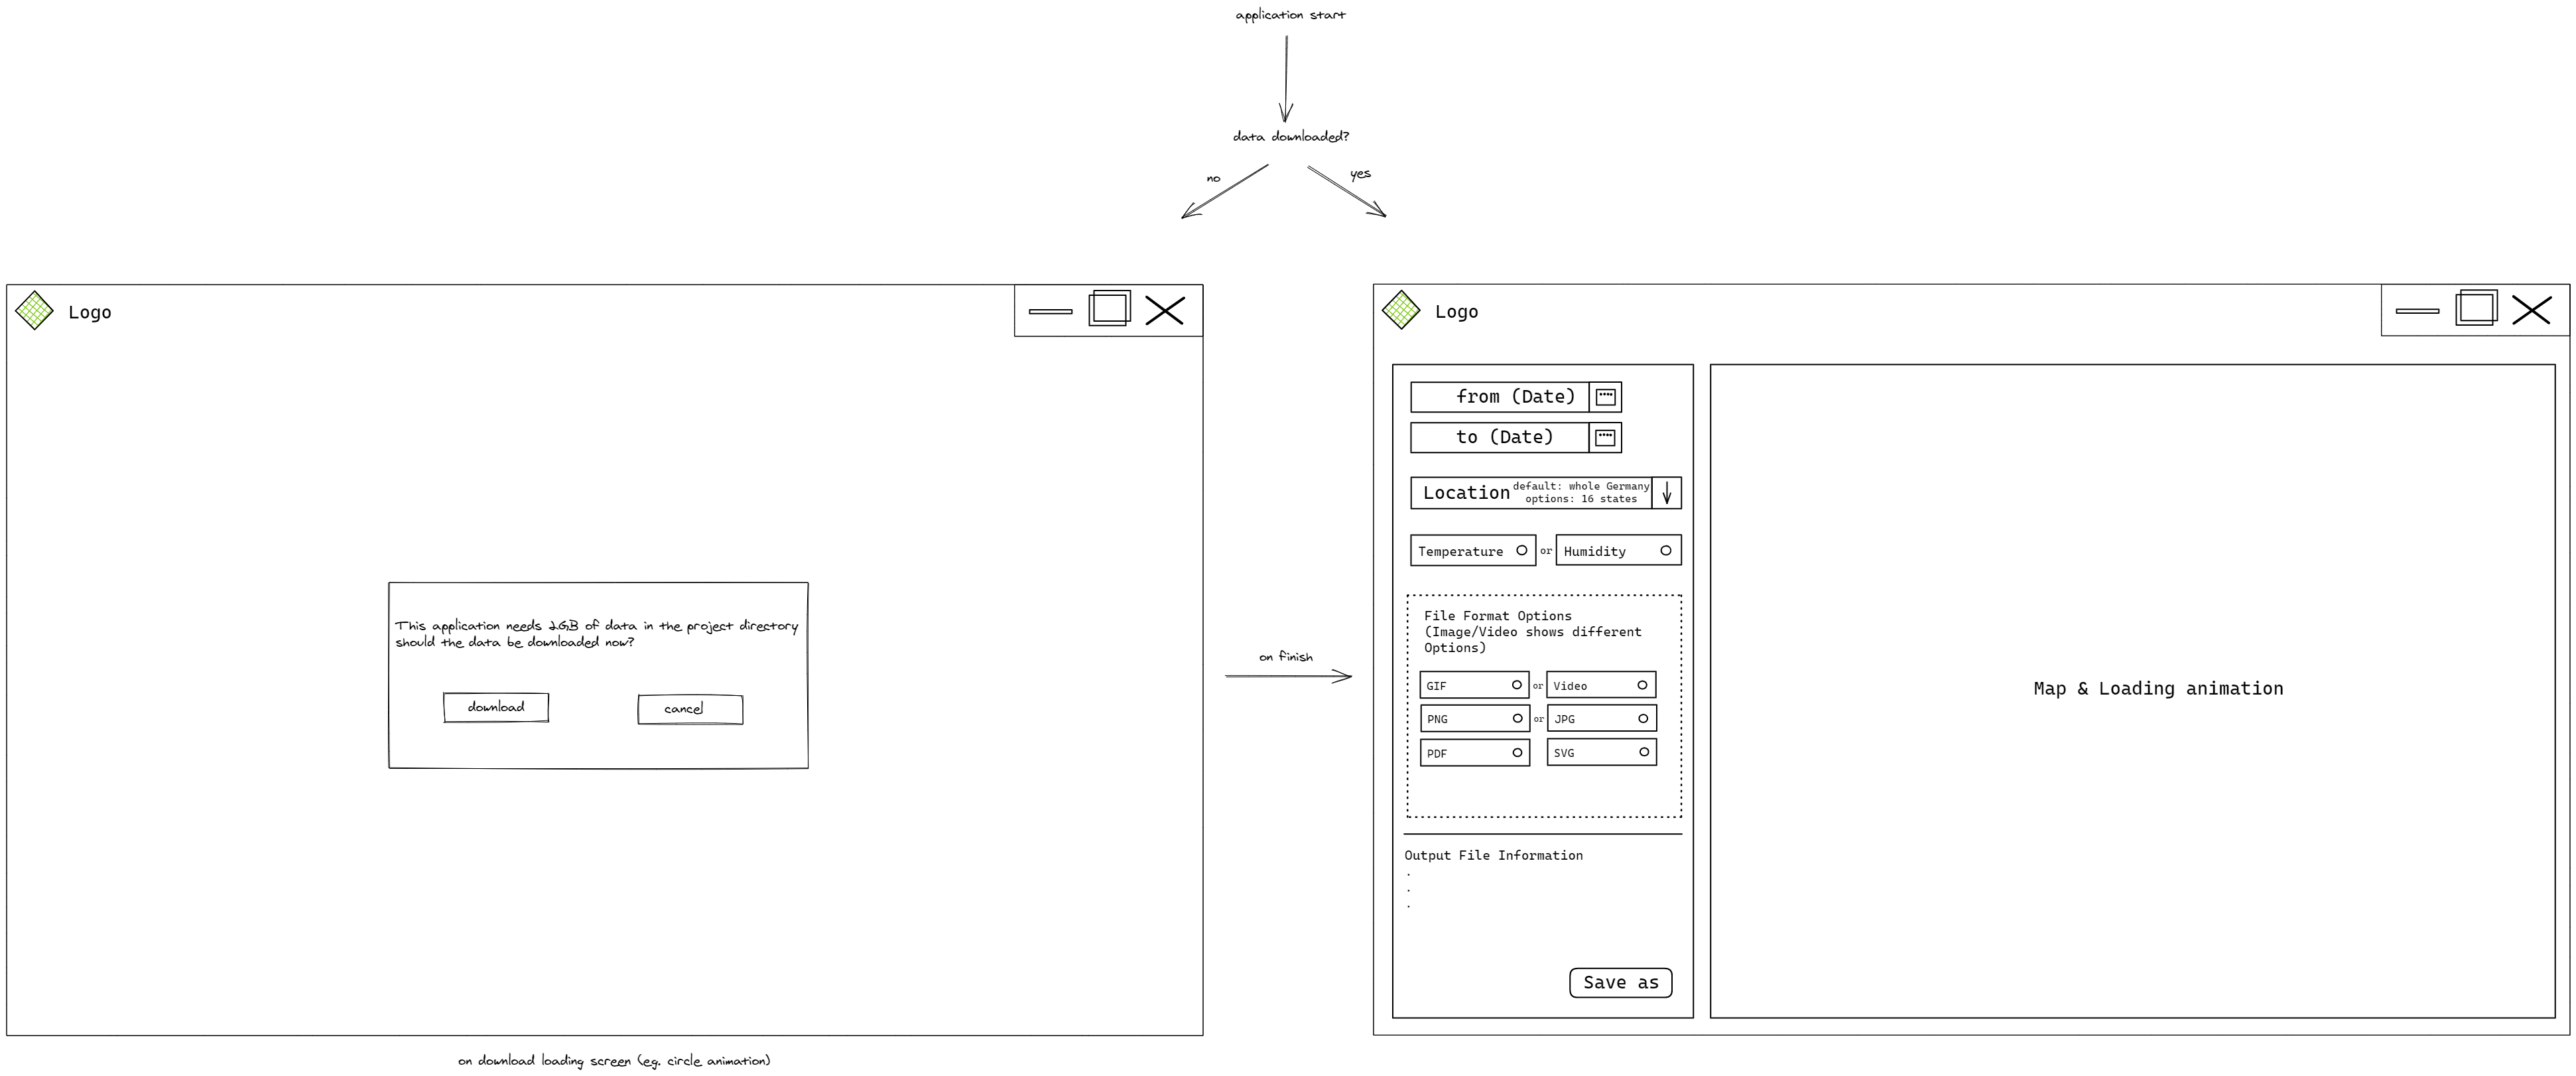 application start
data downloaded?
no
yes
Logo
This application needs 2GB of data in the project directory
should the data be downloaded now?
download
cancel
on download loading screen (eg. circle animation)
on finish
Logo
from (Date)
to (Date)
Location
default: whole Germany
options: 16 states
Temperature
or
Humidity
File Format Options
(Image/Video shows different
Options)
GIF
or
Video
PNG
or
JPG
PDF
SVG
Output File Information
.
.
.
Save as
Map & Loading animation